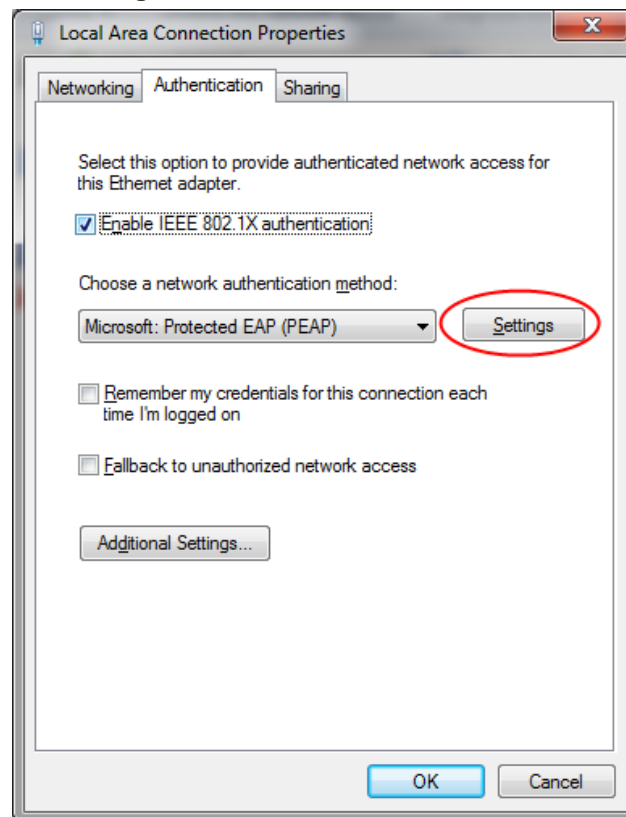 Local Area Connection Properties
X
Networking Authentication Sharing
Select this option to provide authenticated network access for
this Ethernet adapter.
Enable IEEE 802.1X authentication
Choose a network authentication method:
Microsoft: Protected EAP (PEAP) Settings
Remember my credentials for this connection each
time I'm logged on
Fallback to unauthorized network access
Additional Settings...
OK Cancel